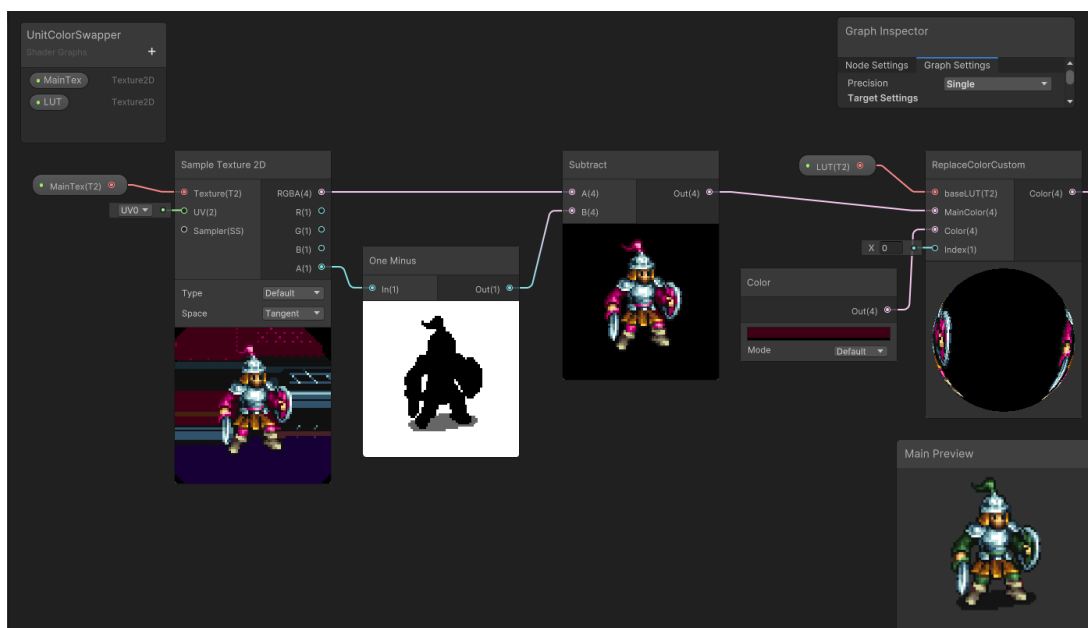 UnitColorSwapper
Shader Graphs
+
MainTex Texture2D
LUT Texture2D
Graph Inspector
Node Settings Graph Settings
Precision Single
Target Settings
MainTex(T2)
UV0
Sample Texture 2D
Texture(T2) RGBA(4)
UV(2) R(1)
Sampler(SS) G(1)
B(1)
A(1)
Type Default
Space Tangent
One Minus
In(1) Out(1)
Subtract
A(4) Out(4)
B(4)
LUT(T2)
X 0
Color
Out(4)
Mode Default
ReplaceColorCustom
baseLUT(T2) Color(4)
MainColor(4)
Color(4)
Index(1)
Main Preview